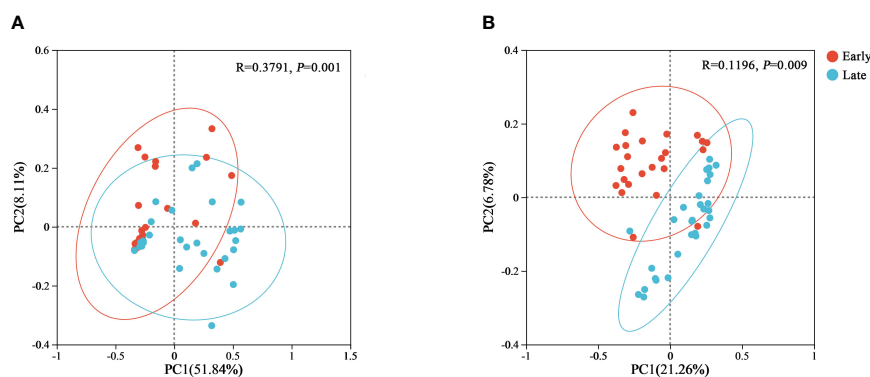 A
B
0.6
0.4
0.2
0
-0.2
-0.4
PC2(8.11%)
R=0.3791, P=0.001
-1
-0.5
0
0.5
1
1.5
PC1(51.84%)
0.4
0.2
0
-0.2
-0.4
PC2(6.78%)
R=0.1196, P=0.009
-1
-0.5
0
0.5
1
PC1(21.26%)
Early
Late